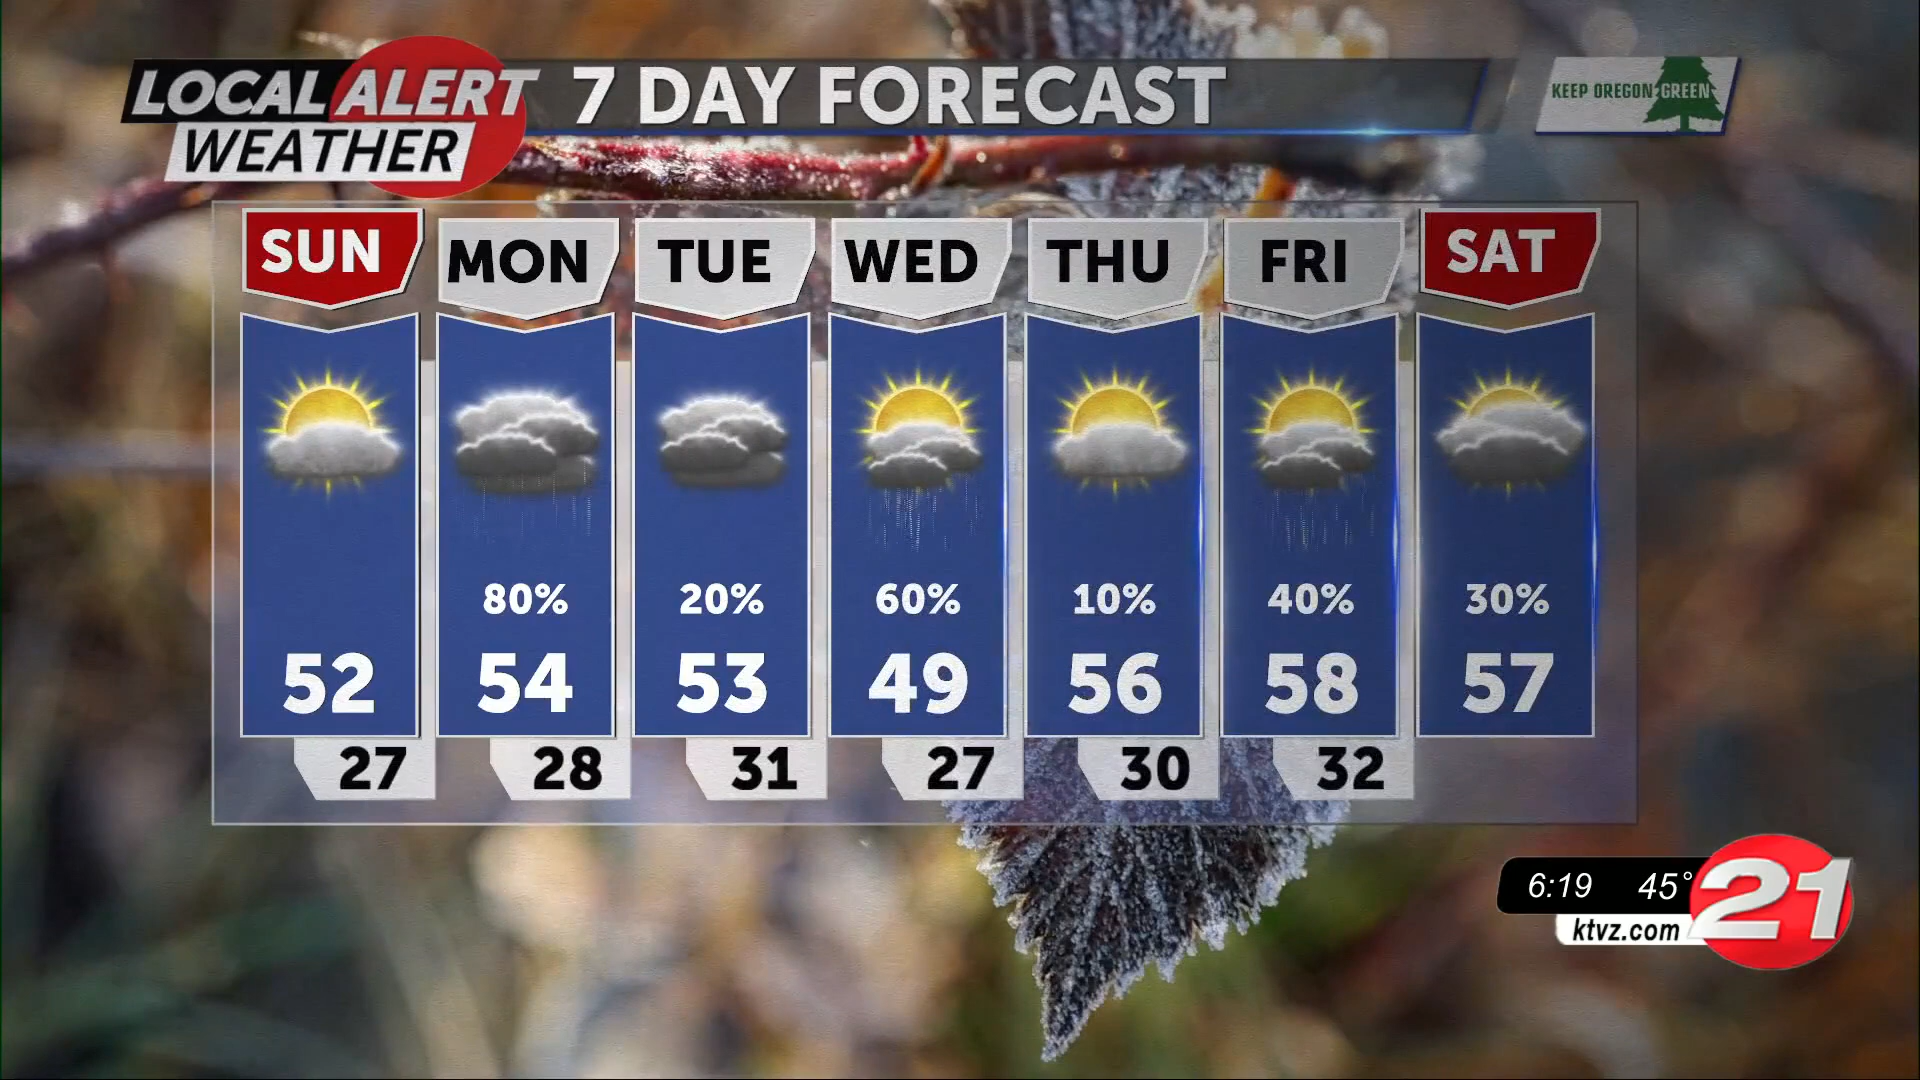 LOCAL ALERT
WEATHER
7 DAY FORECAST
KEEP OREGON GREEN
SUN MON TUE WED THU FRI SAT
80% 20% 60% 10% 40% 30%
52 54 53 49 56 58 57
27 28 31 27 30 32
6:19 45°
21
ktvz.com